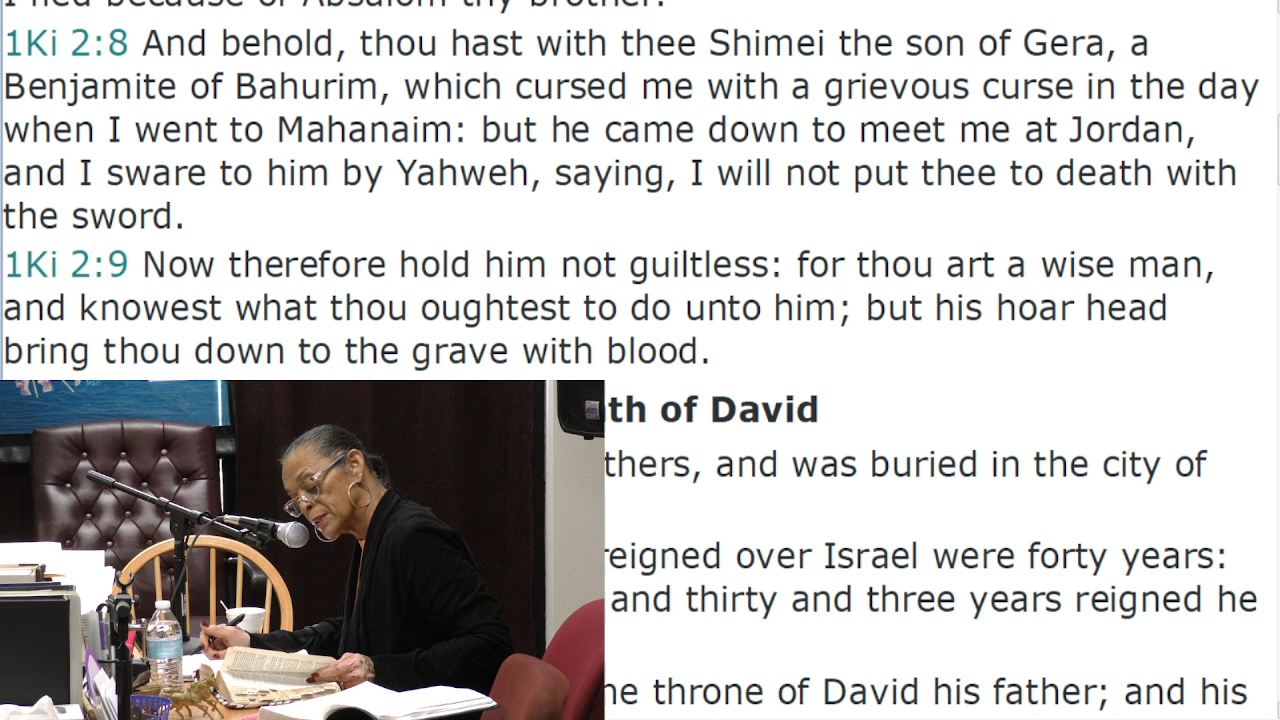 I fled because of Absalom thy brother.
1Ki 2:8 And behold, thou hast with thee Shimei the son of Gera, a
Benjamite of Bahurim, which cursed me with a grievous curse in the day
when I went to Mahanaim: but he came down to meet me at Jordan,
and I sware to him by Yahweh, saying, I will not put thee to death with
the sword.
1Ki 2:9 Now therefore hold him not guiltless: for thou art a wise man,
and knowest what thou oughtest to do unto him; but his hoar head
bring thou down to the grave with blood.
th of David
thers, and was buried in the city of
reigned over Israel were forty years:
and thirty and three years reigned he
he throne of David his father; and his